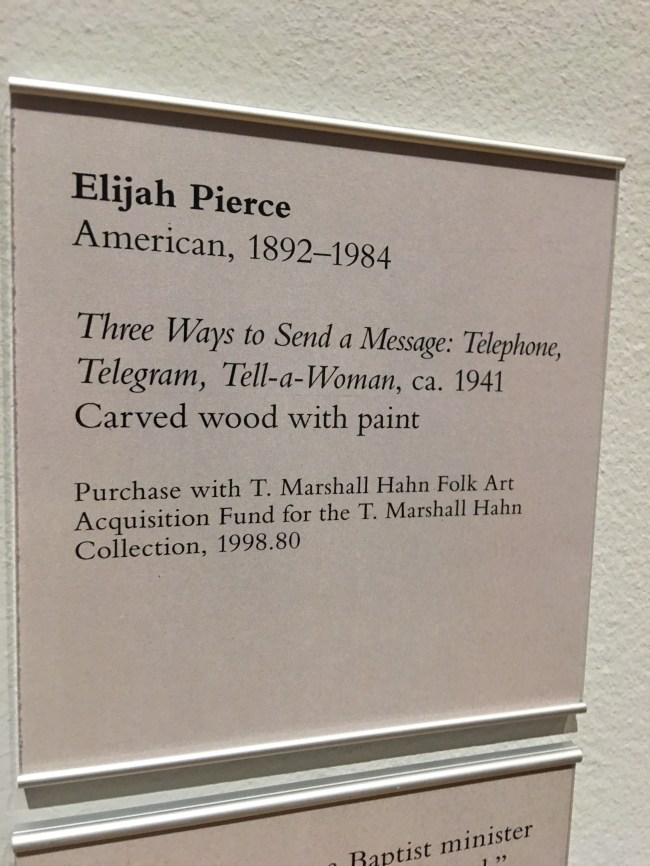 Elijah Pierce
American, 1892–1984
Three Ways to Send a Message: Telephone,
Telegram, Tell-a-Woman, ca. 1941
Carved wood with paint
Purchase with T. Marshall Hahn Folk Art
Acquisition Fund for the T. Marshall Hahn
Collection, 1998.80
Baptist minister